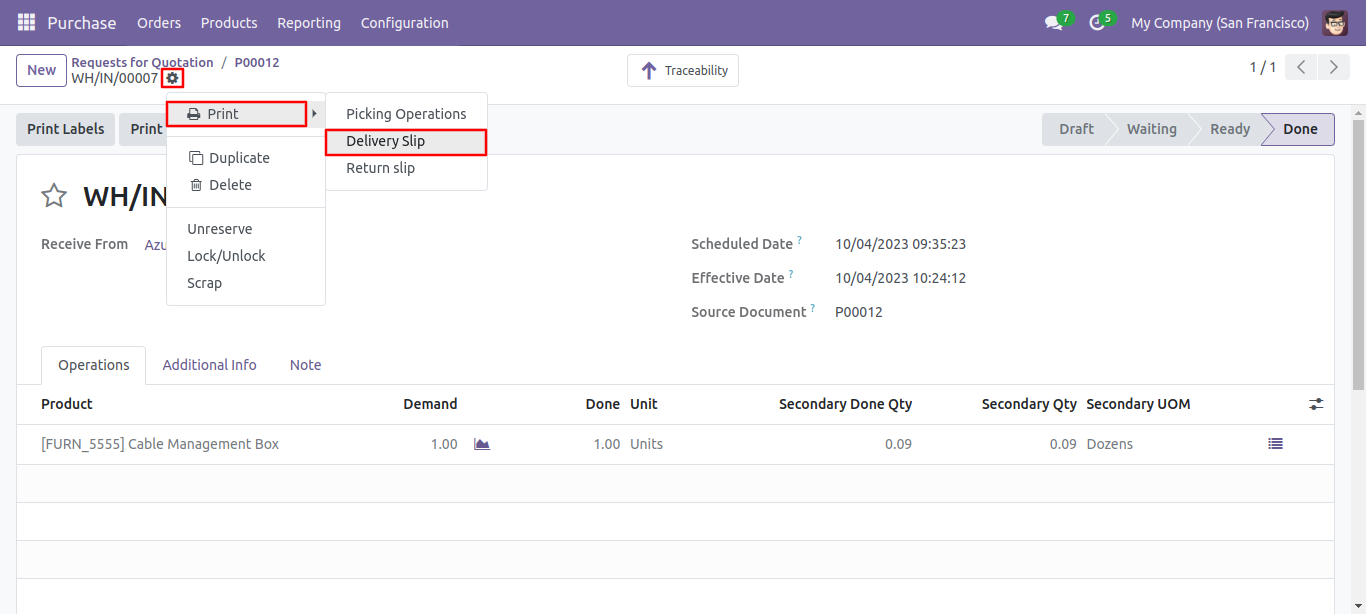 Purchase Orders Products Reporting Configuration 7 5 My Company (San Francisco)
New Requests for Quotation / P00012
WH/IN/00007
Traceability
1 / 1
Print
Picking Operations
Delivery Slip
Return slip
Duplicate
Delete
Unreserve
Lock/Unlock
Scrap
Print Labels Print
Draft Waiting Ready Done
WH/IN
Receive From Azu
Scheduled Date ? 10/04/2023 09:35:23
Effective Date ? 10/04/2023 10:24:12
Source Document ? P00012
Operations Additional Info Note
Product Demand Done Unit Secondary Done Qty Secondary Qty Secondary UOM
[FURN_5555] Cable Management Box 1.00 1.00 Units 0.09 0.09 Dozens